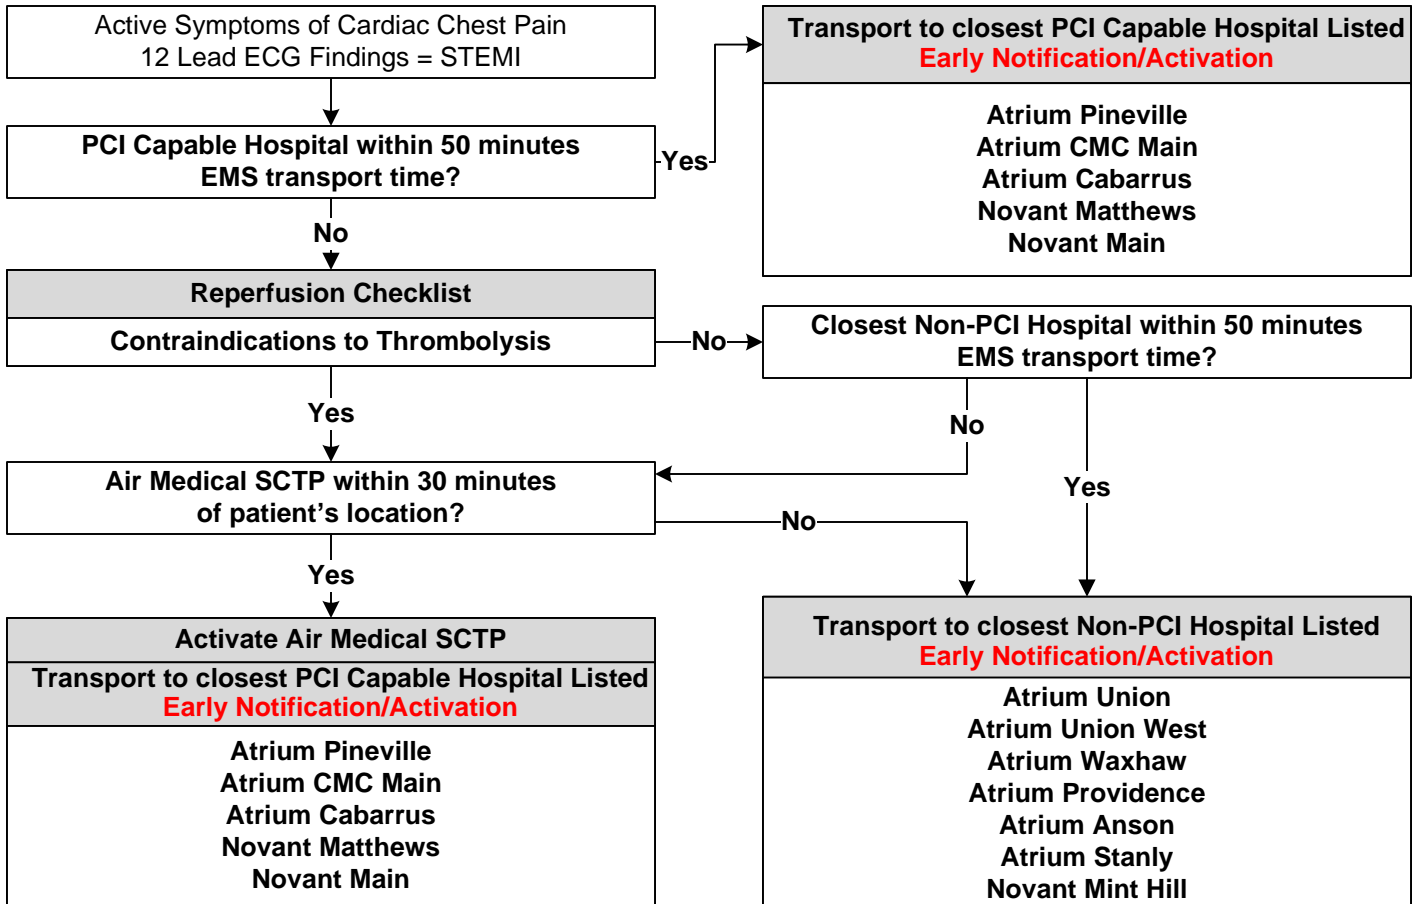 Active Symptoms of Cardiac Chest Pain
12 Lead ECG Findings = STEMI
PCI Capable Hospital within 50 minutes
EMS transport time?
Yes
Transport to closest PCI Capable Hospital Listed
Early Notification/Activation
Atrium Pineville
Atrium CMC Main
Atrium Cabarrus
Novant Matthews
Novant Main
No
Reperfusion Checklist
Contraindications to Thrombolysis
No
Closest Non-PCI Hospital within 50 minutes
EMS transport time?
Yes
No
Yes
Air Medical SCTP within 30 minutes
of patient's location?
No
Yes
Activate Air Medical SCTP
Transport to closest PCI Capable Hospital Listed
Early Notification/Activation
Atrium Pineville
Atrium CMC Main
Atrium Cabarrus
Novant Matthews
Novant Main
Transport to closest Non-PCI Hospital Listed
Early Notification/Activation
Atrium Union
Atrium Union West
Atrium Waxhaw
Atrium Providence
Atrium Anson
Atrium Stanly
Novant Mint Hill